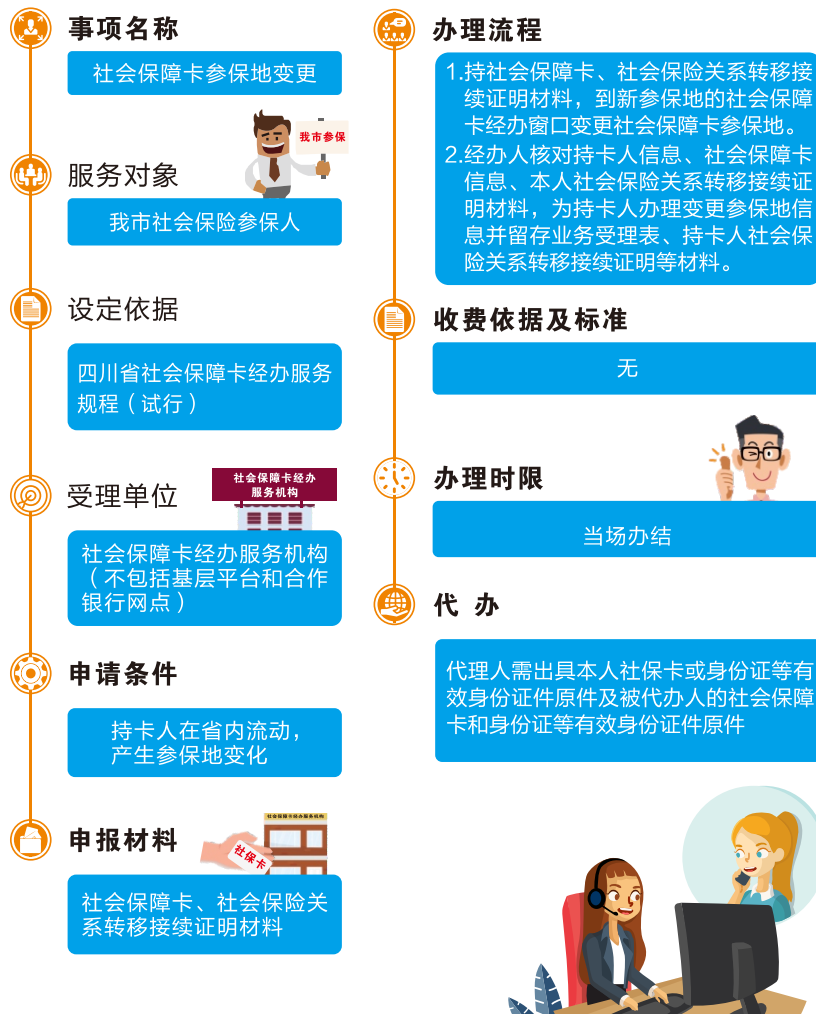 事项名称
社会保障卡参保地变更
我市参保
服务对象
我市社会保险参保人
设定依据
四川省社会保障卡经办服务
规程（试行）
受理单位
社会保障卡经办
服务机构
社会保障卡经办服务机构
（不包括基层平台和合作
银行网点）
申请条件
持卡人在省内流动，
产生参保地变化
申报材料
社会保障卡经办服务机构
社保卡
社会保障卡、社会保险关
系转移接续证明材料
办理流程
1.持社会保障卡、社会保险关系转移接
续证明材料，到新参保地的社会保障
卡经办窗口变更社会保障卡参保地。
2.经办人核对持卡人信息、社会保障卡
信息、本人社会保险关系转移接续证
明材料，为持卡人办理变更参保地信
息并留存业务受理表、持卡人社会保
险关系转移接续证明等材料。
收费依据及标准
无
办理时限
当场办结
代 办
代理人需出具本人社保卡或身份证等有
效身份证件原件及被代办人的社会保障
卡和身份证等有效身份证件原件